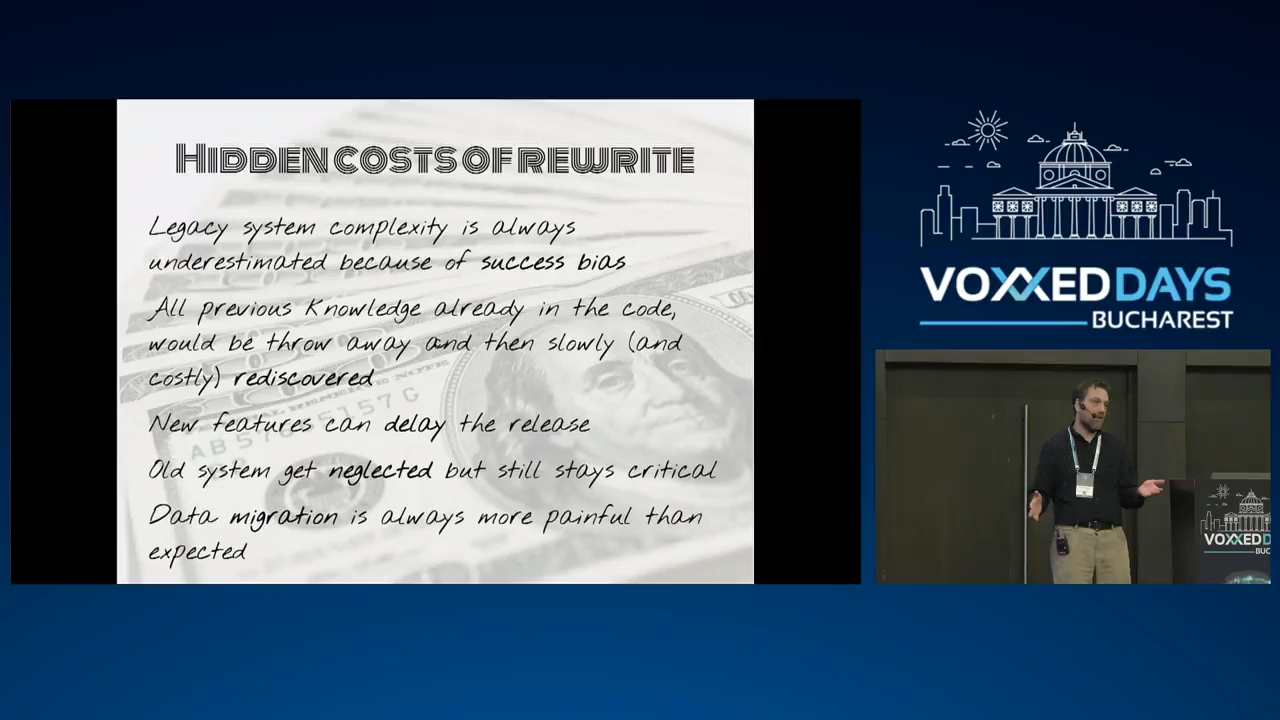 HIDDEN COSTS OF REWRITE
Legacy system complexity is always
underestimated because of success bias
All previous knowledge already in the code,
would be throw away and then slowly (and
costly) rediscovered
New features can delay the release
Old system get neglected but still stays critical
Data migration is always more painful than
expected
VOXXED DAYS
BUCHAREST
VOXXED D
BUC